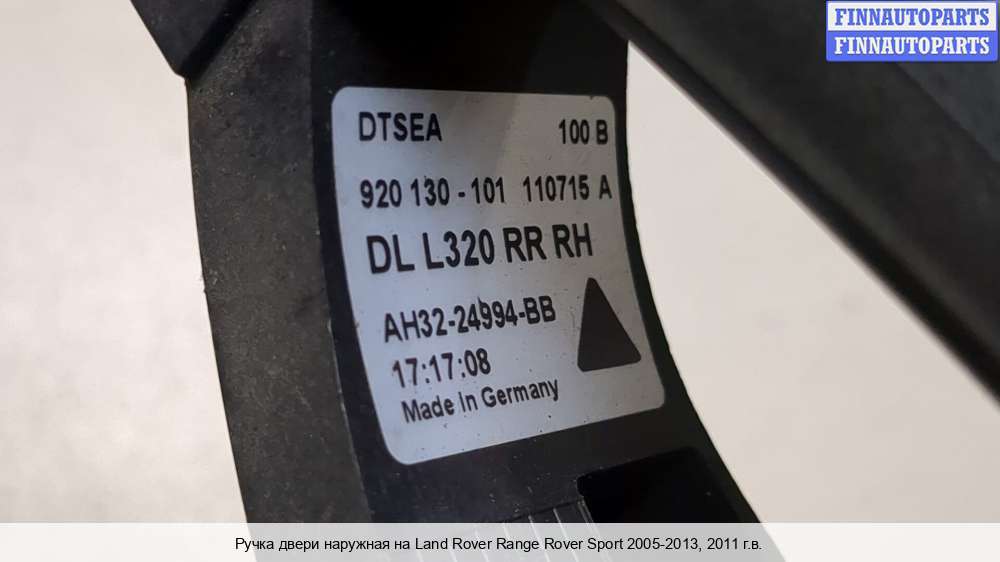 FINNAUTOPARTS
FINNAUTOPARTS
DTSEA 100 B
920 130 - 101 110715 A
DL L320 RR RH
AH32-24994-BB
17:17:08
Made In Germany
Ручка двери наружная на Land Rover Range Rover Sport 2005-2013, 2011 г.в.